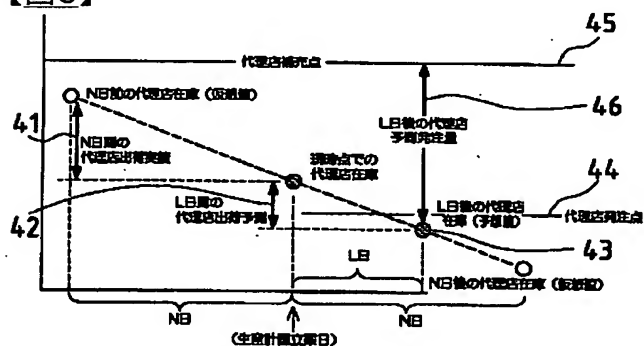 45
代理店補充点
N日前の代理店在庫(仮想値)
46
41
N日間の
代理店出荷実績
L日後の代理店
予測発注量
現時点での
代理店在庫
44
L日間の
代理店出荷予測
L日後の代理店
在庫(予想値)
代理店発注点
42
43
L日
N日後の代理店在庫(仮想値)
N日
N日
(生産計画立案日)